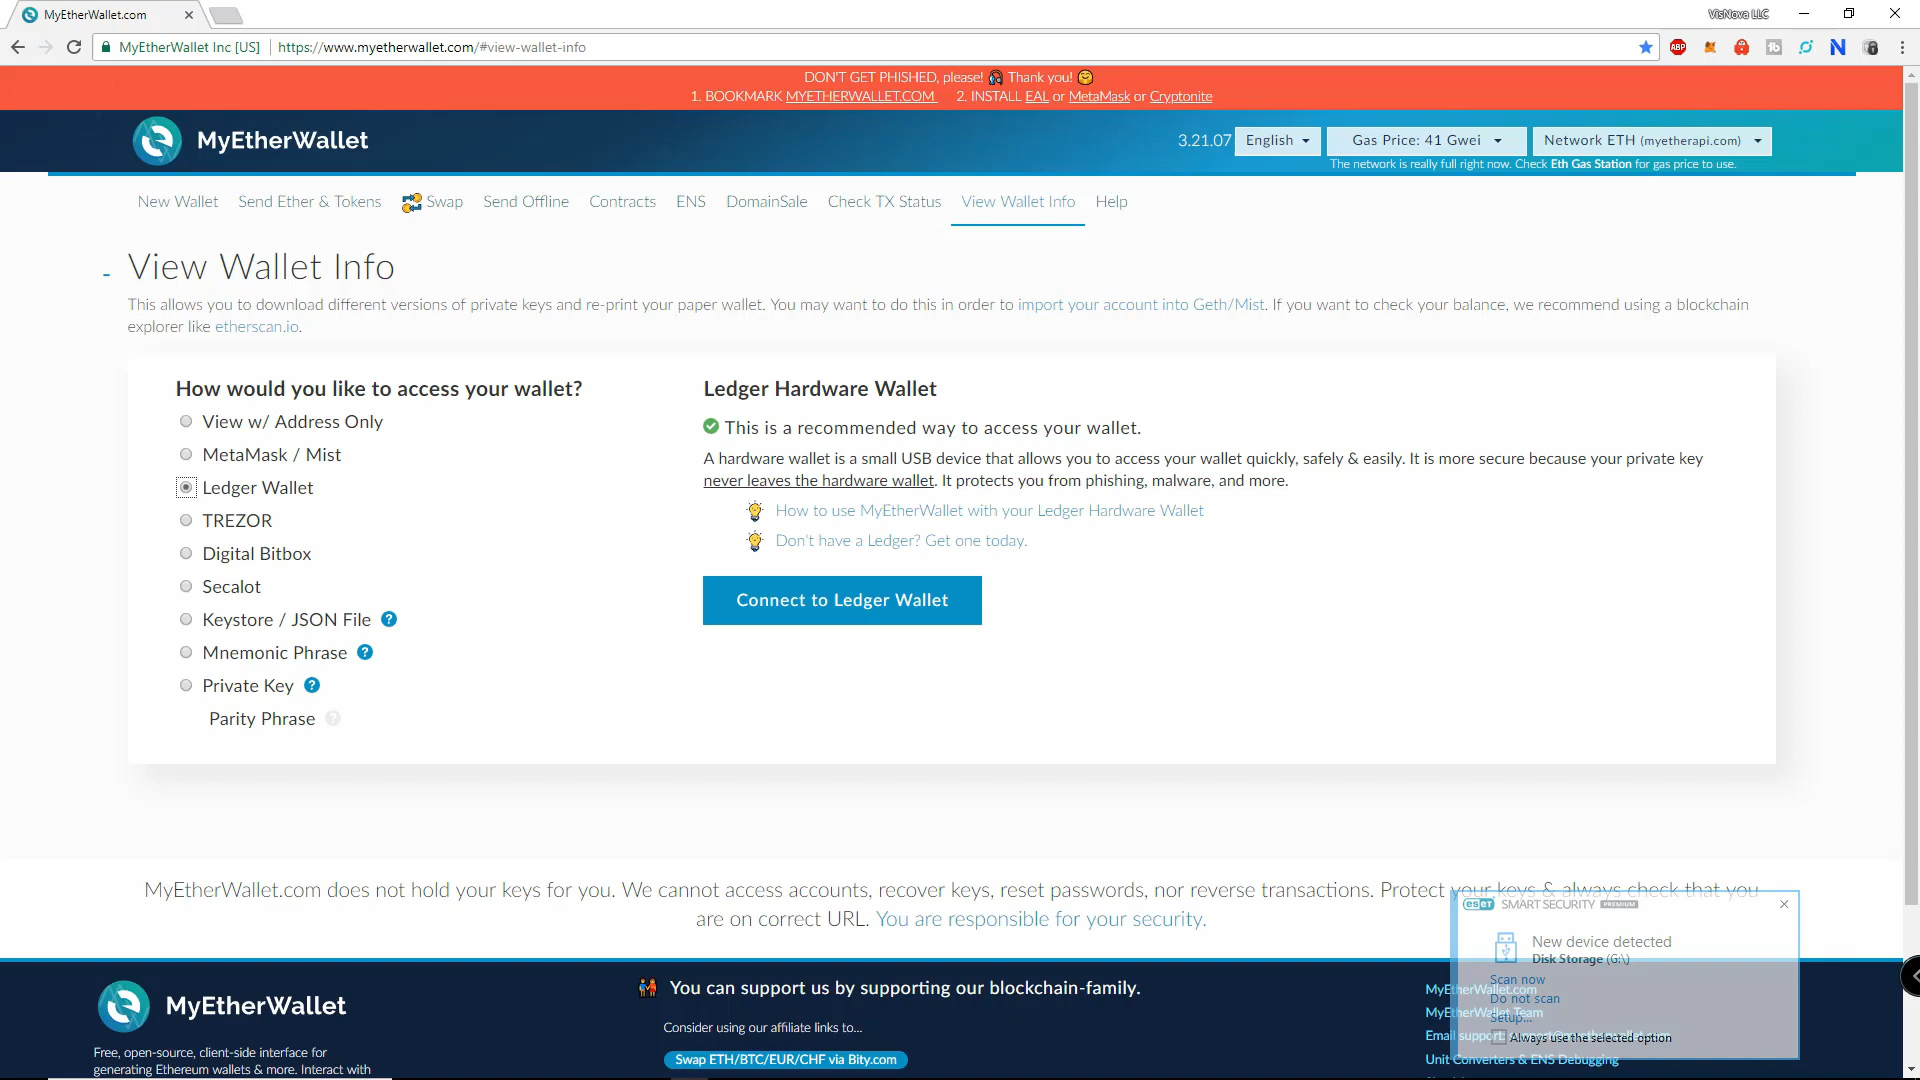 MyEtherWallet.com
VisNova LLC
MyEtherWallet Inc [US]
https://www.myetherwallet.com/#view-wallet-info
ABP
DON'T GET PHISHED, please! Thank you!
1. BOOKMARK MYETHERWALLET.COM 2. INSTALL EAL or MetaMask or Cryptonite
MyEtherWallet
3.21.07
English
Gas Price: 41 Gwei
Network ETH (myetherapi.com)
The network is really full right now. Check Eth Gas Station for gas price to use.
New Wallet
Send Ether & Tokens
Swap
Send Offline
Contracts
ENS
DomainSale
Check TX Status
View Wallet Info
Help
View Wallet Info
This allows you to download different versions of private keys and re-print your paper wallet. You may want to do this in order to import your account into Geth/Mist. If you want to check your balance, we recommend using a blockchain
explorer like etherscan.io.
How would you like to access your wallet?
View w/ Address Only
MetaMask / Mist
Ledger Wallet
TREZOR
Digital Bitbox
Secalot
Keystore / JSON File ?
Mnemonic Phrase ?
Private Key ?
Parity Phrase ?
Ledger Hardware Wallet
This is a recommended way to access your wallet.
A hardware wallet is a small USB device that allows you to access your wallet quickly, safely & easily. It is more secure because your private key
never leaves the hardware wallet. It protects you from phishing, malware, and more.
How to use MyEtherWallet with your Ledger Hardware Wallet
Don't have a Ledger? Get one today.
Connect to Ledger Wallet
MyEtherWallet.com does not hold your keys for you. We cannot access accounts, recover keys, reset passwords, nor reverse transactions. Protect your keys & always check that you
are on correct URL. You are responsible for your security.
eset SMART SECURITY PREMIUM
New device detected
Disk Storage (G:\)
Scan now
Do not scan
Setup...
Always use the selected option
MyEtherWallet
Free, open-source, client-side interface for
generating Ethereum wallets & more. Interact with
You can support us by supporting our blockchain-family.
Consider using our affiliate links to...
Swap ETH/BTC/EUR/CHF via Bity.com
MyEtherWallet.com
MyEtherWallet Team
Email support: support@myetherwallet.com
Unit Converters & ENS Debugging